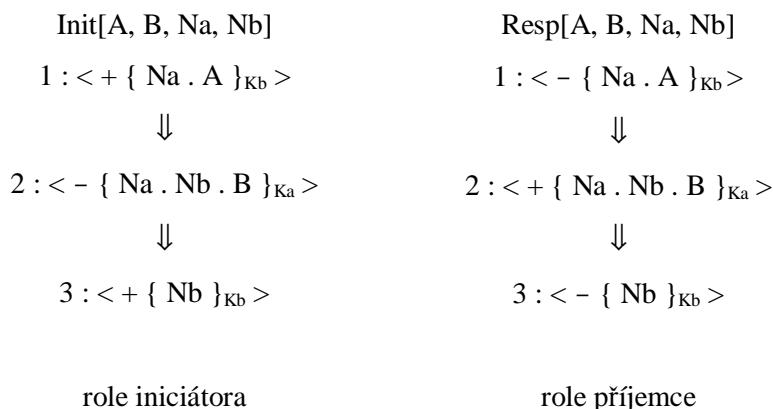 Init[A, B, Na, Nb]
1 : < + { Na . A }Kb >
⇓
2 : < − { Na . Nb . B }Ka >
⇓
3 : < + { Nb }Kb >
role iniciátora
Resp[A, B, Na, Nb]
1 : < − { Na . A }Kb >
⇓
2 : < + { Na . Nb . B }Ka >
⇓
3 : < − { Nb }Kb >
role příjemce